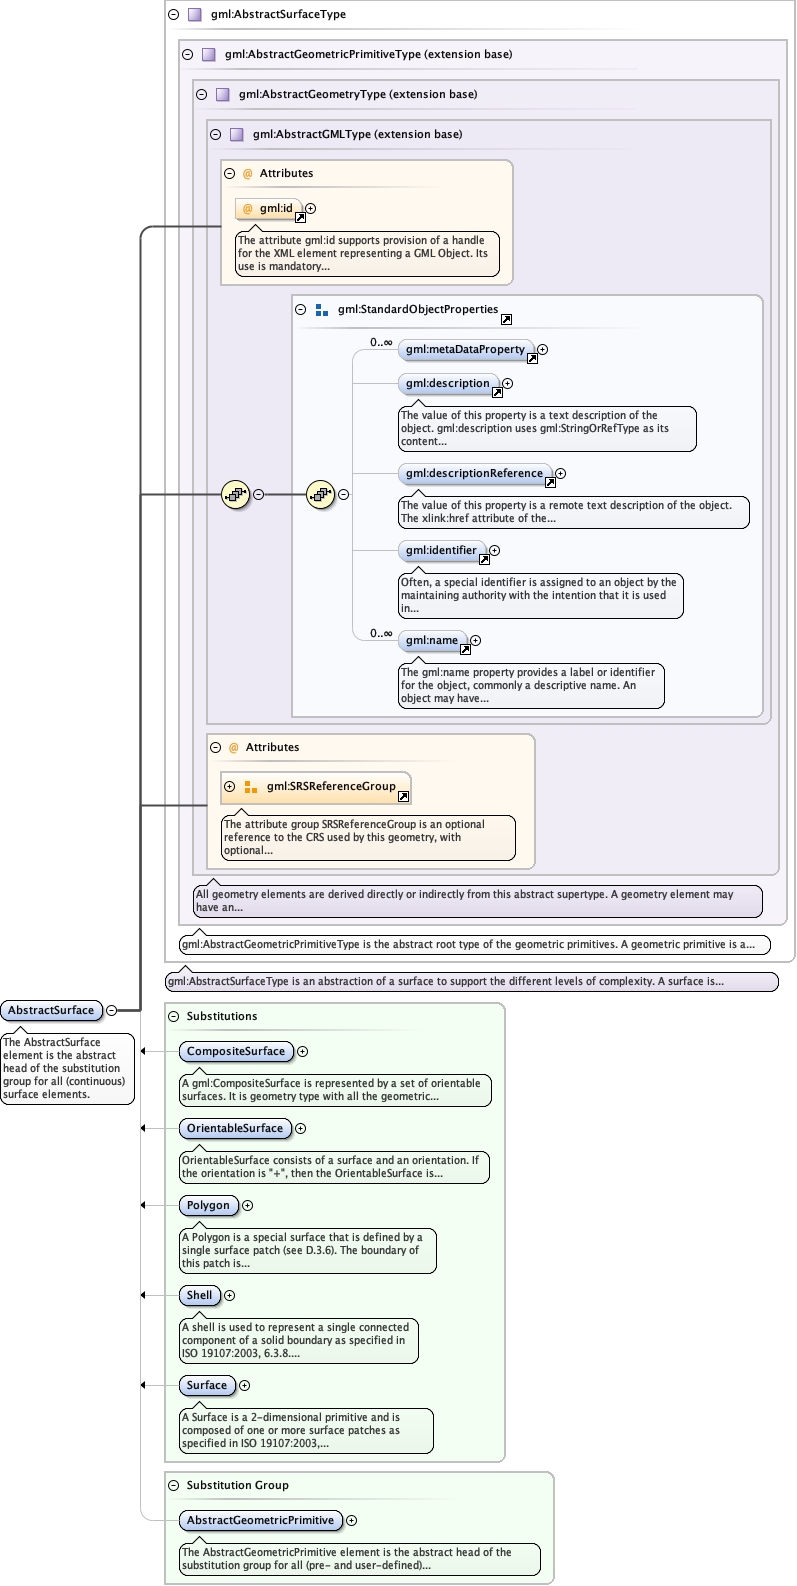 gml:AbstractSurfaceType
gml:AbstractGeometricPrimitiveType (extension base)
gml:AbstractGeometryType (extension base)
gml:AbstractGMLType (extension base)
@ Attributes
@ gml:id
The attribute gml:id supports provision of a handle
for the XML element representing a GML Object. Its
use is mandatory...
gml:StandardObjectProperties
0..∞
gml:metaDataProperty
gml:description
The value of this property is a text description of the
object. gml:description uses gml:StringOrRefType as its
content...
gml:descriptionReference
The value of this property is a remote text description of the object.
The xlink:href attribute of the...
gml:identifier
Often, a special identifier is assigned to an object by the
maintaining authority with the intention that it is used
in...
0..∞
gml:name
The gml:name property provides a label or identifier
for the object, commonly a descriptive name. An
object may have...
@ Attributes
gml:SRSReferenceGroup
The attribute group SRSReferenceGroup is an optional
reference to the CRS used by this geometry, with
optional...
All geometry elements are derived directly or indirectly from this abstract supertype. A geometry element may
have an...
gml:AbstractGeometricPrimitiveType is the abstract root type of the geometric primitives. A geometric primitive is a...
gml:AbstractSurfaceType is an abstraction of a surface to support the different levels of complexity. A surface is...
AbstractSurface
The AbstractSurface
element is the abstract
head of the substitution
group for all (continuous)
surface elements.
Substitutions
CompositeSurface
A gml:CompositeSurface is represented by a set of orientable
surfaces. It is geometry type with all the geometric...
OrientableSurface
OrientableSurface consists of a surface and an orientation. If
the orientation is "+", then the OrientableSurface is...
Polygon
A Polygon is a special surface that is defined by a
single surface patch (see D.3.6). The boundary of
this patch is...
Shell
A shell is used to represent a single connected
component of a solid boundary as specified in
ISO 19107:2003, 6.3.8....
Surface
A Surface is a 2-dimensional primitive and is
composed of one or more surface patches as
specified in ISO 19107:2003,...
Substitution Group
AbstractGeometricPrimitive
The AbstractGeometricPrimitive element is the abstract head of the
substitution group for all (pre- and user-defined)...